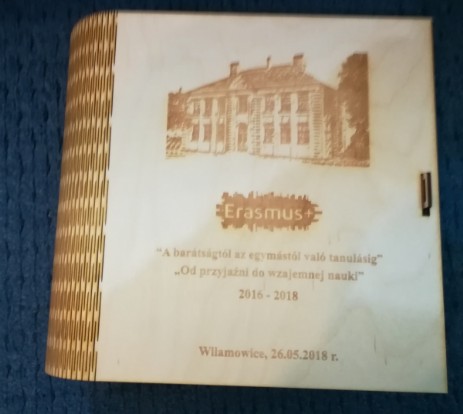 Erasmus+
"A barátságtól az egymástól való tanulásig"
„Od przyjaźni do wzajemnej nauki"
2016 - 2018
Wilamowice, 26.05.2018 r.